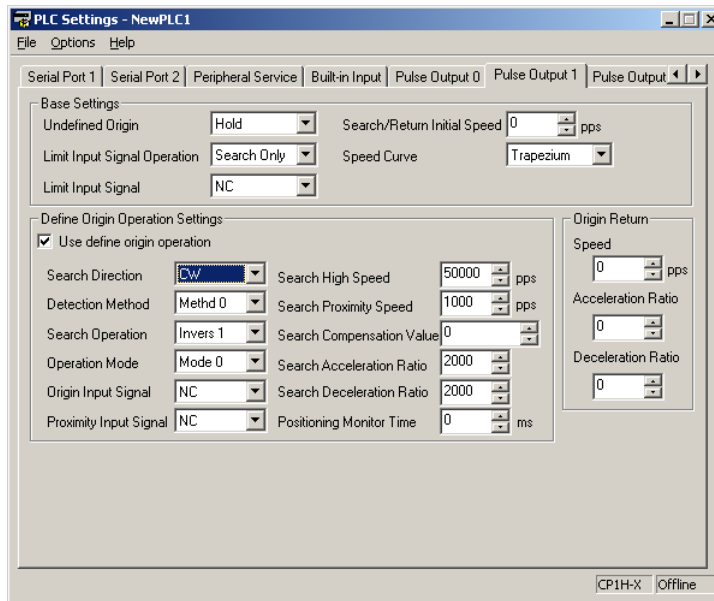 PLC Settings - NewPLC1
File Options Help
Serial Port 1 Serial Port 2 Peripheral Service Built-in Input Pulse Output 0 Pulse Output 1 Pulse Output
Base Settings
Undefined Origin Hold Search/Return Initial Speed 0 pps
Limit Input Signal Operation Search Only Speed Curve Trapezium
Limit Input Signal NC
Define Origin Operation Settings Origin Return
Use define origin operation Speed
Search Direction CW Search High Speed 50000 pps 0 pps
Detection Method Methd 0 Search Proximity Speed 1000 pps Acceleration Ratio
Search Operation Invers 1 Search Compensation Value 0 0
Operation Mode Mode 0 Search Acceleration Ratio 2000 Deceleration Ratio
Origin Input Signal NC Search Deceleration Ratio 2000 0
Proximity Input Signal NC Positioning Monitor Time 0 ms
CP1H-X Offline